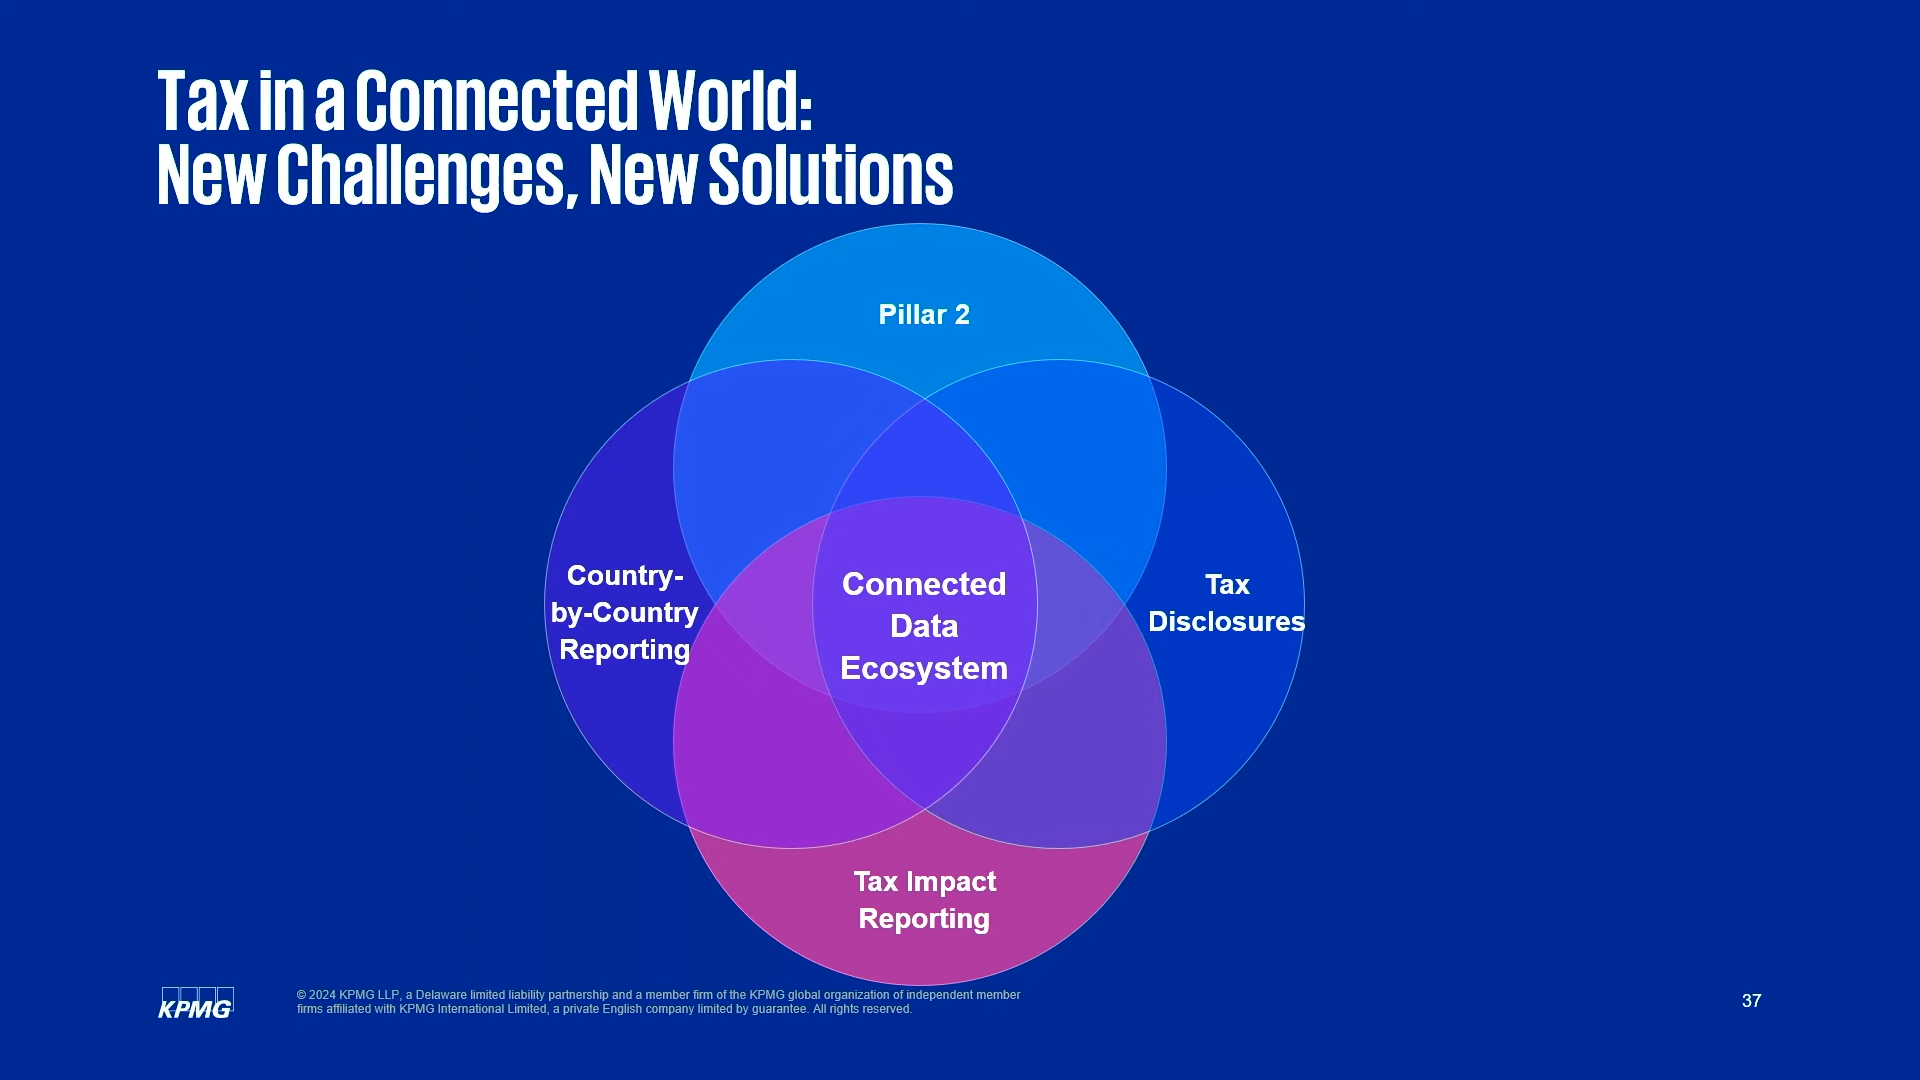 Tax in a Connected World:
New Challenges, New Solutions
Pillar 2
Country-
by-Country
Reporting
Connected
Data
Ecosystem
Tax
Disclosures
Tax Impact
Reporting
KPMG
© 2024 KPMG LLP, a Delaware limited liability partnership and a member firm of the KPMG global organization of independent member
firms affiliated with KPMG International Limited, a private English company limited by guarantee. All rights reserved.
37